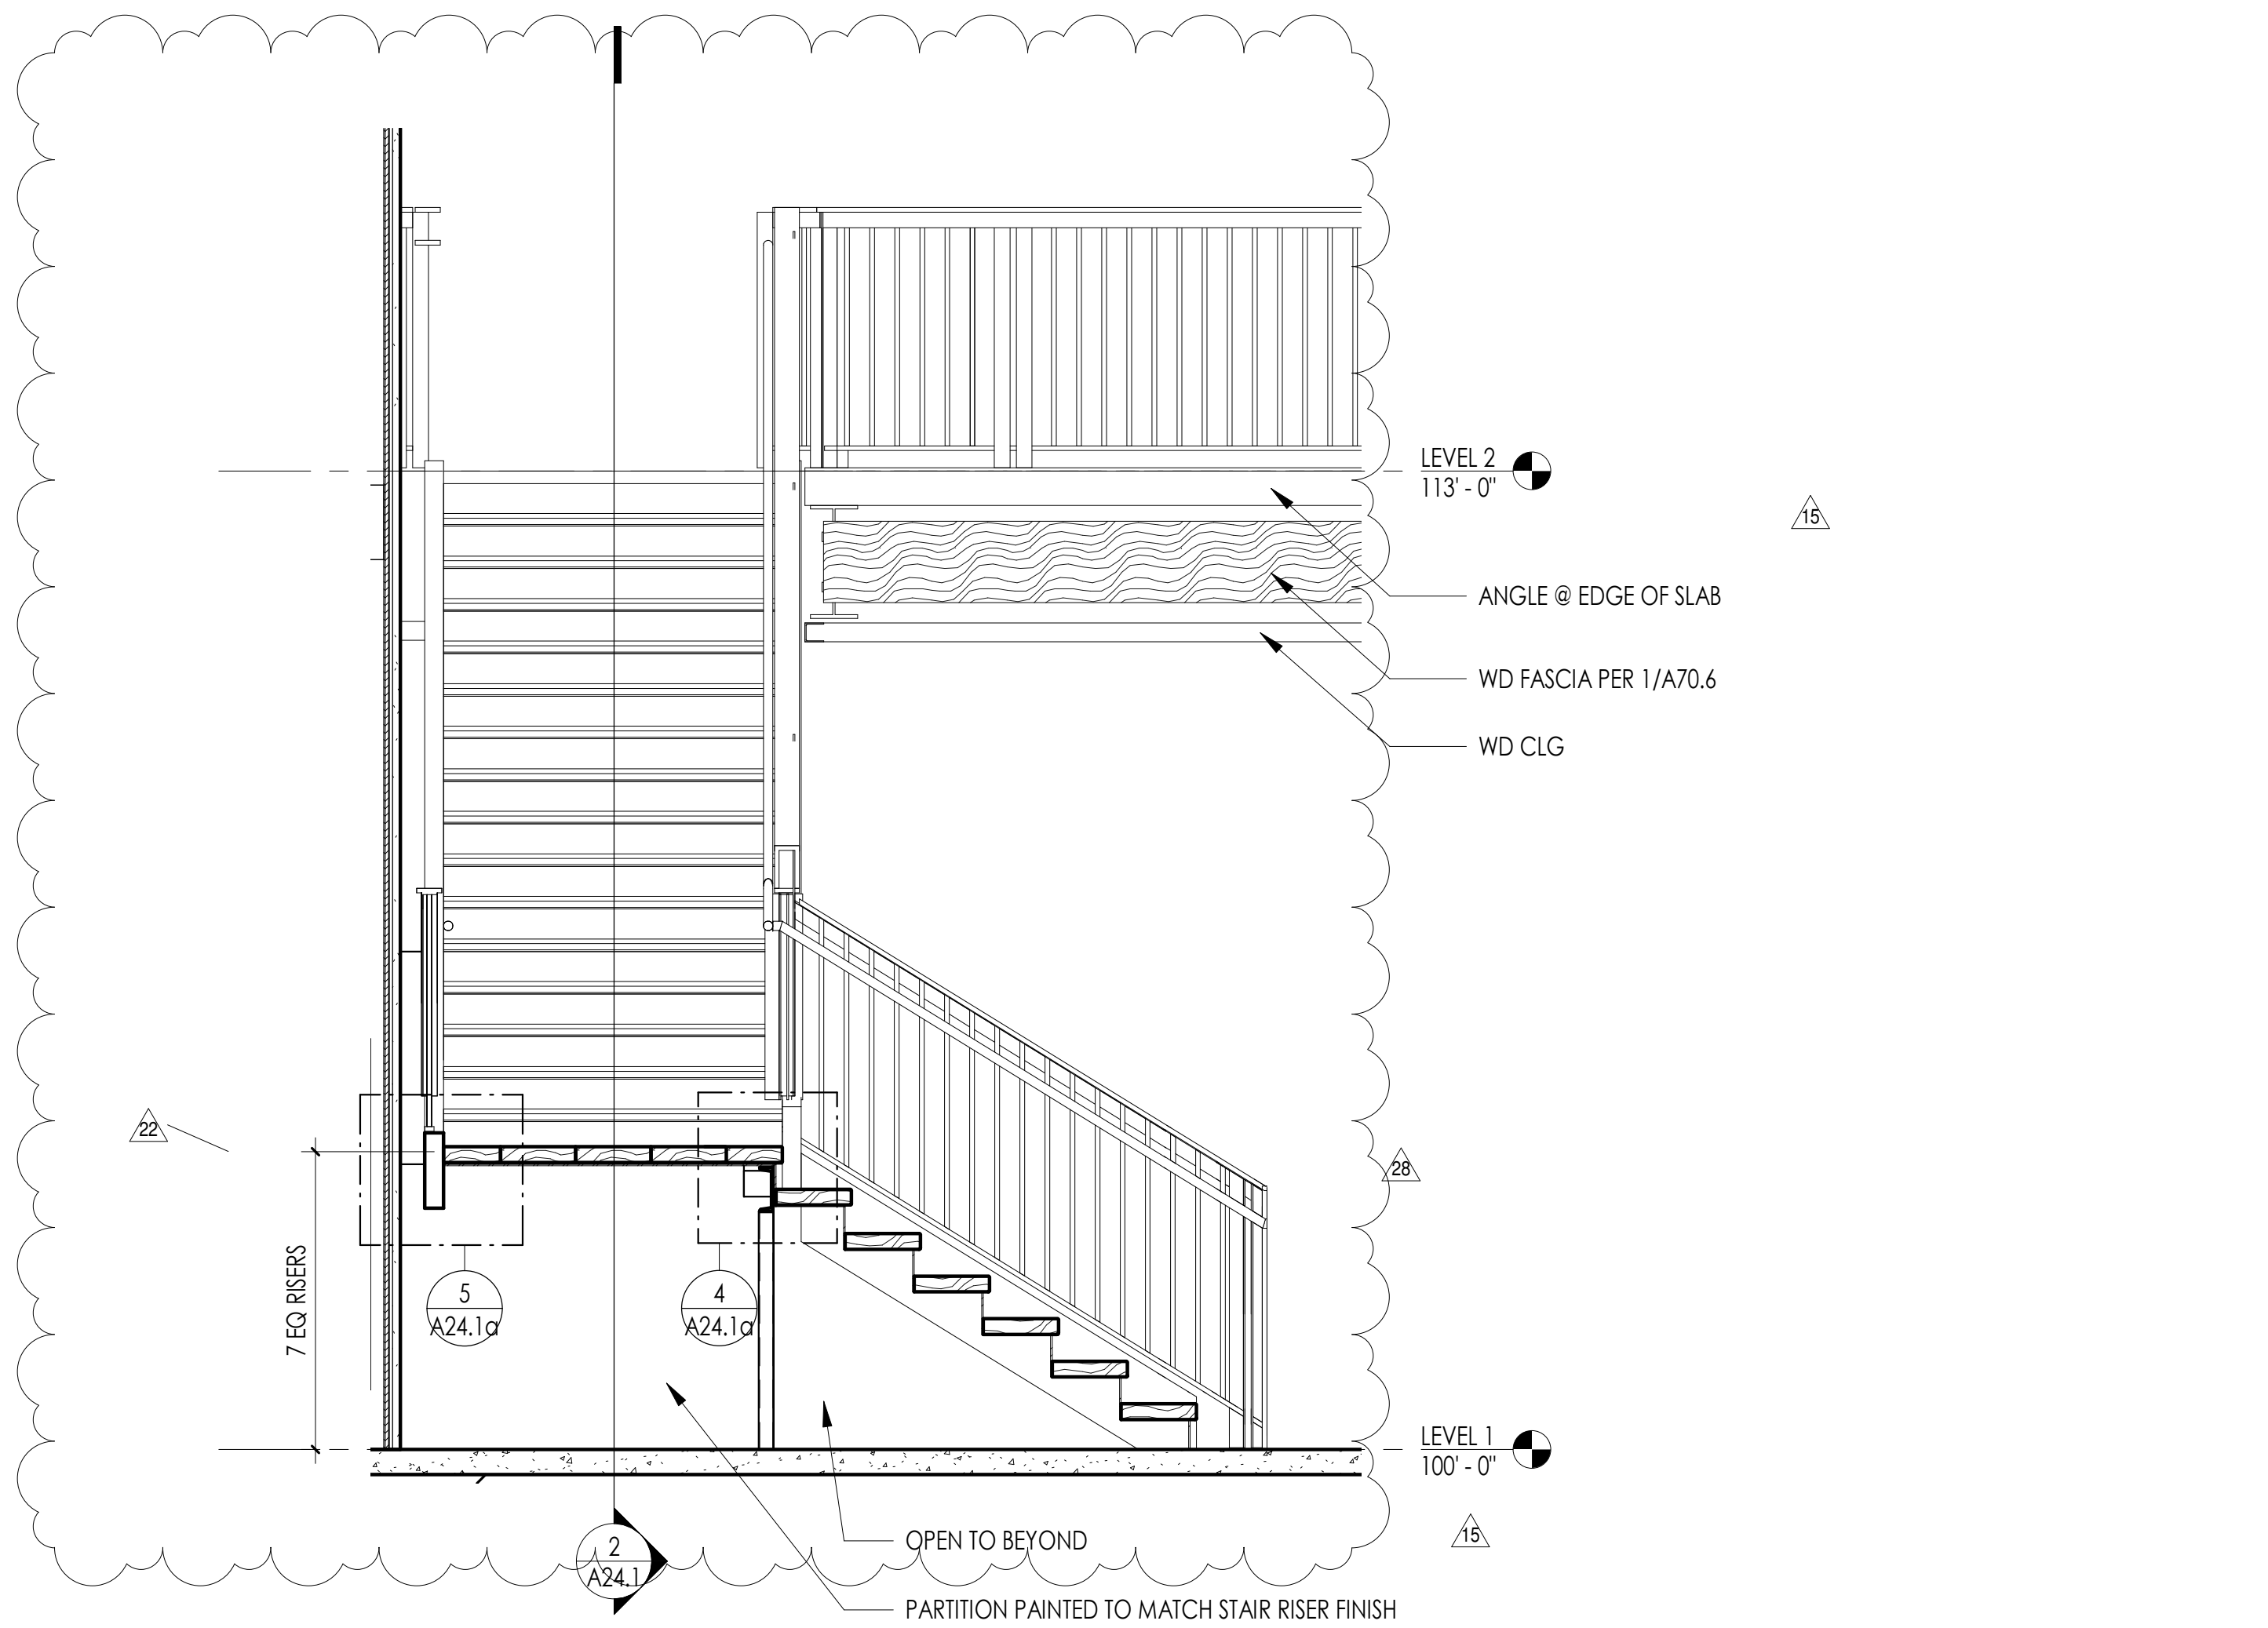 LEVEL 2
113' - 0"
15
ANGLE @ EDGE OF SLAB
WD FASCIA PER 1/A70.6
WD CLG
22
28
7 EQ RISERS
5
A24.1a
4
A24.1a
LEVEL 1
100' - 0"
15
2
A24.1
OPEN TO BEYOND
PARTITION PAINTED TO MATCH STAIR RISER FINISH